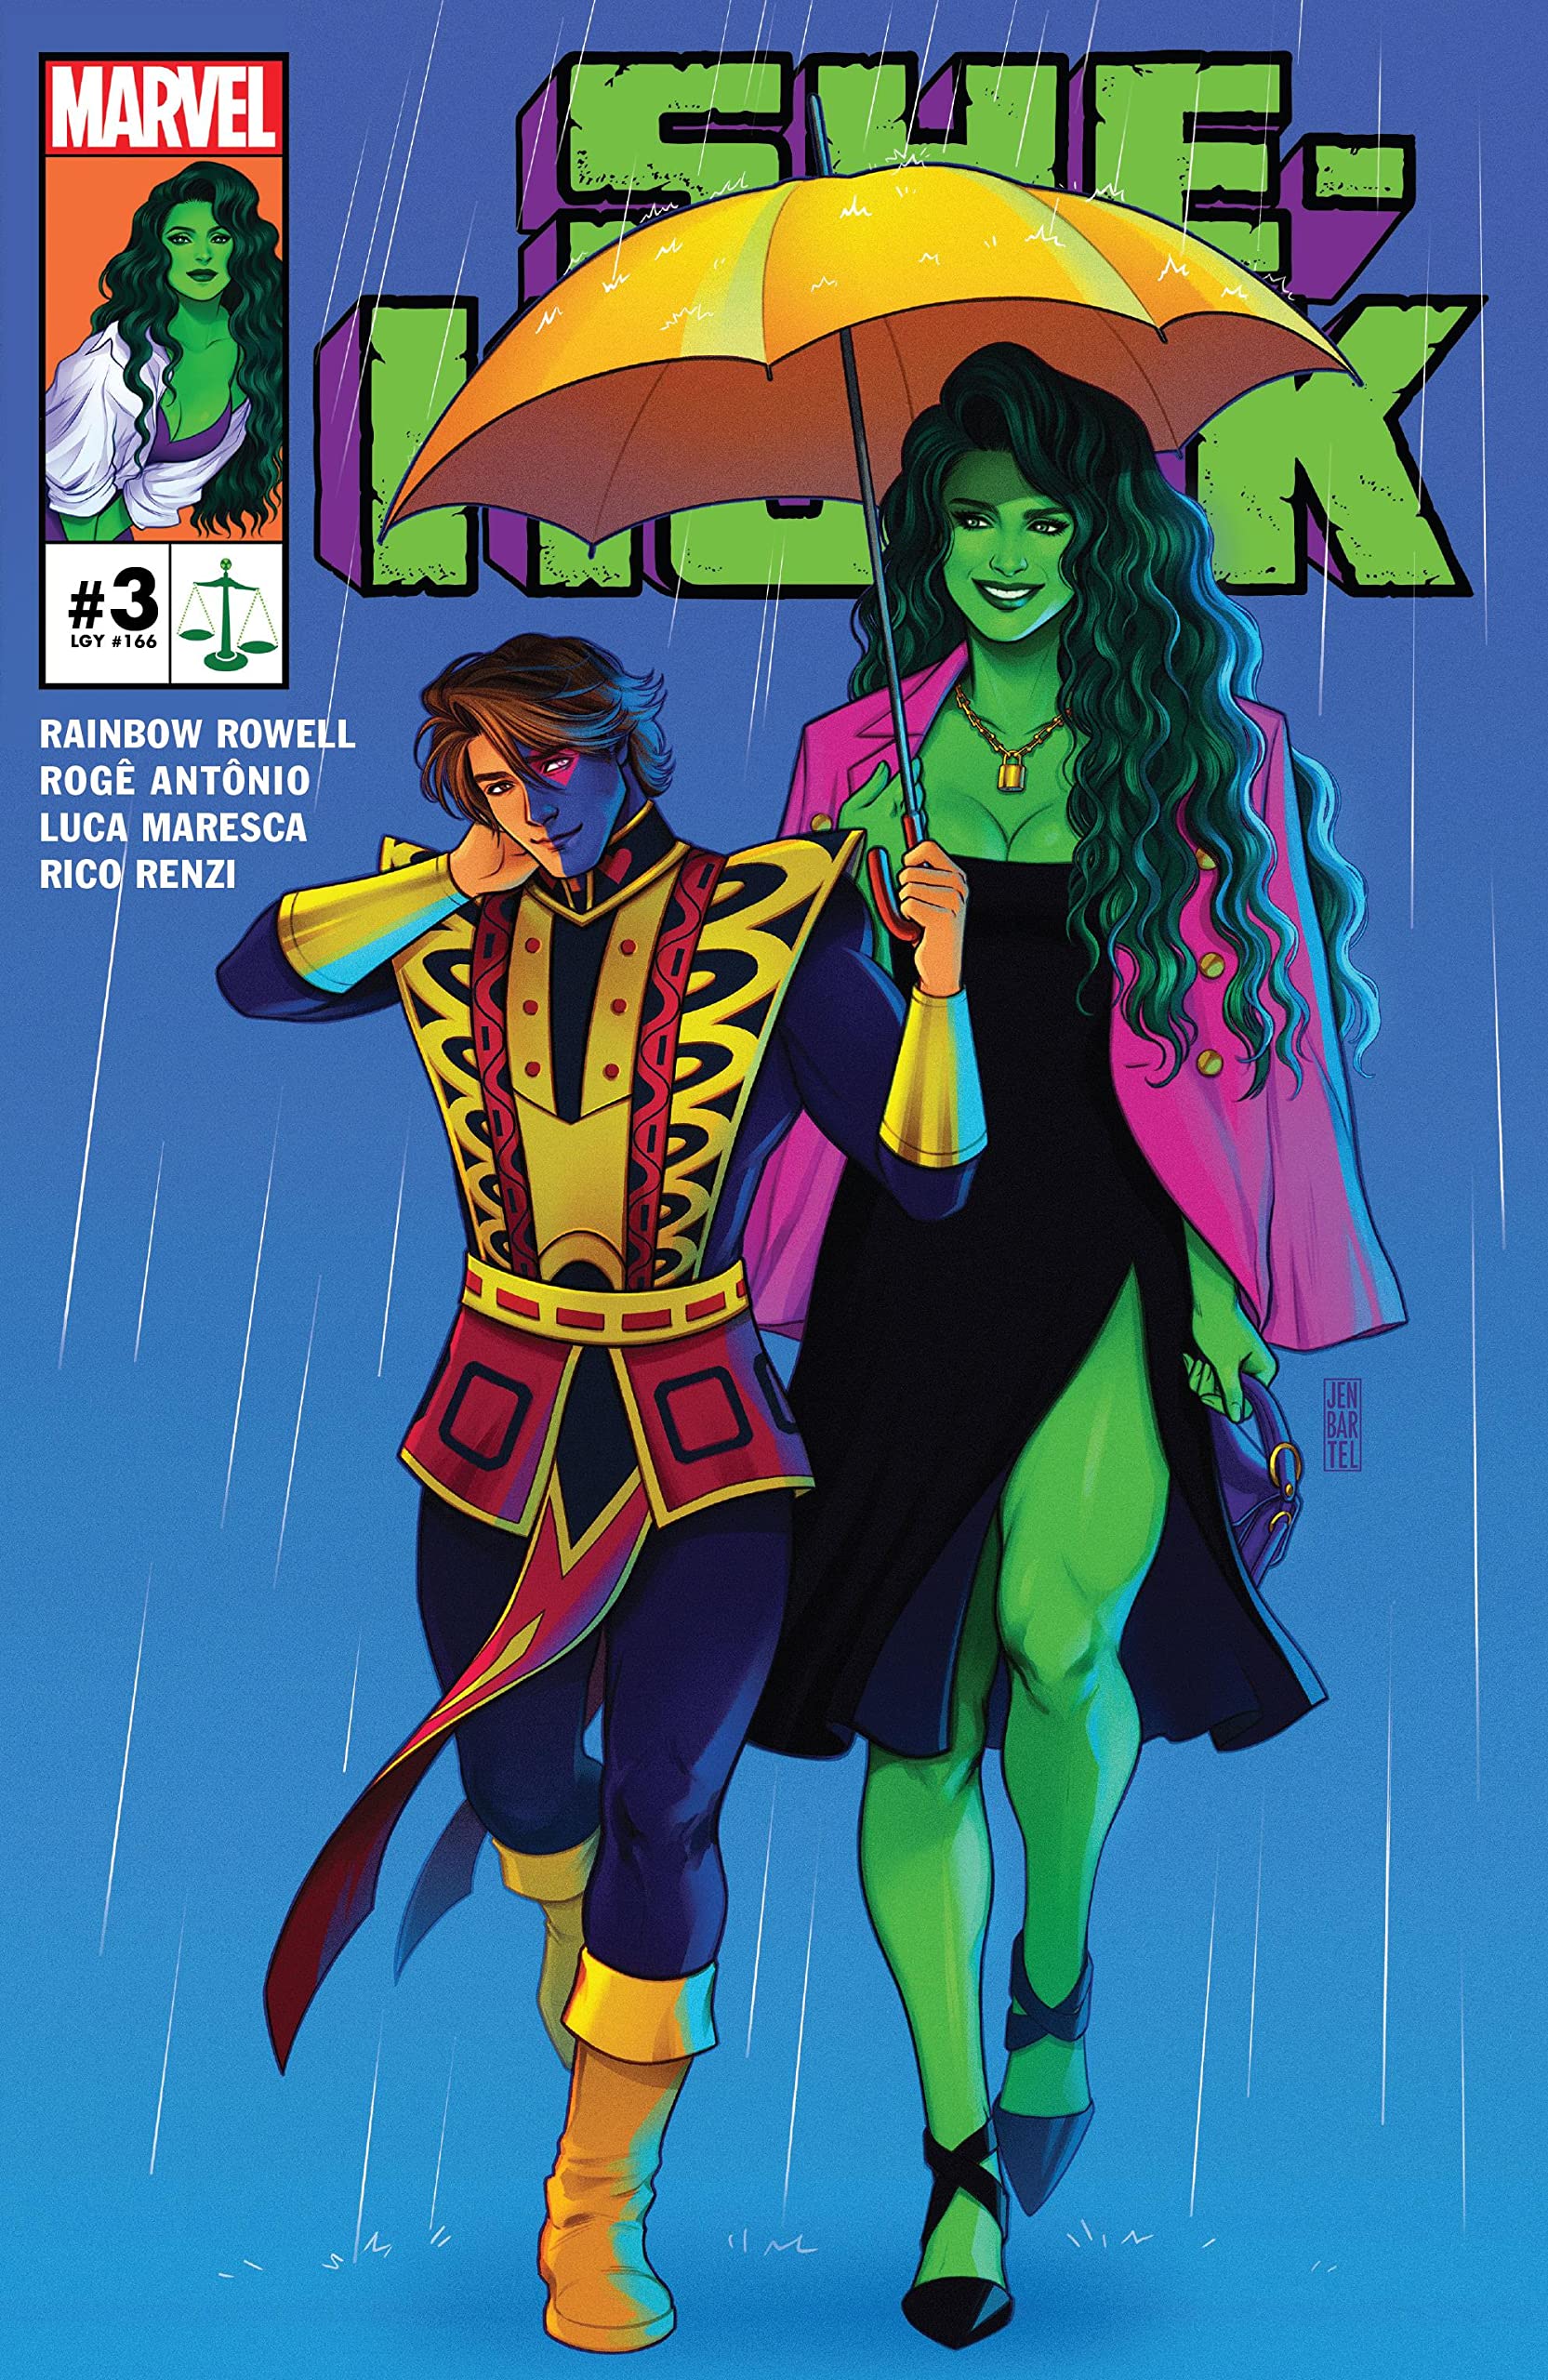 MARVEL
SHE-
HULK
#3
LGY #166
RAINBOW ROWELL
ROGÊ ANTÔNIO
LUCA MARESCA
RICO RENZI
JEN
BAR
TEL